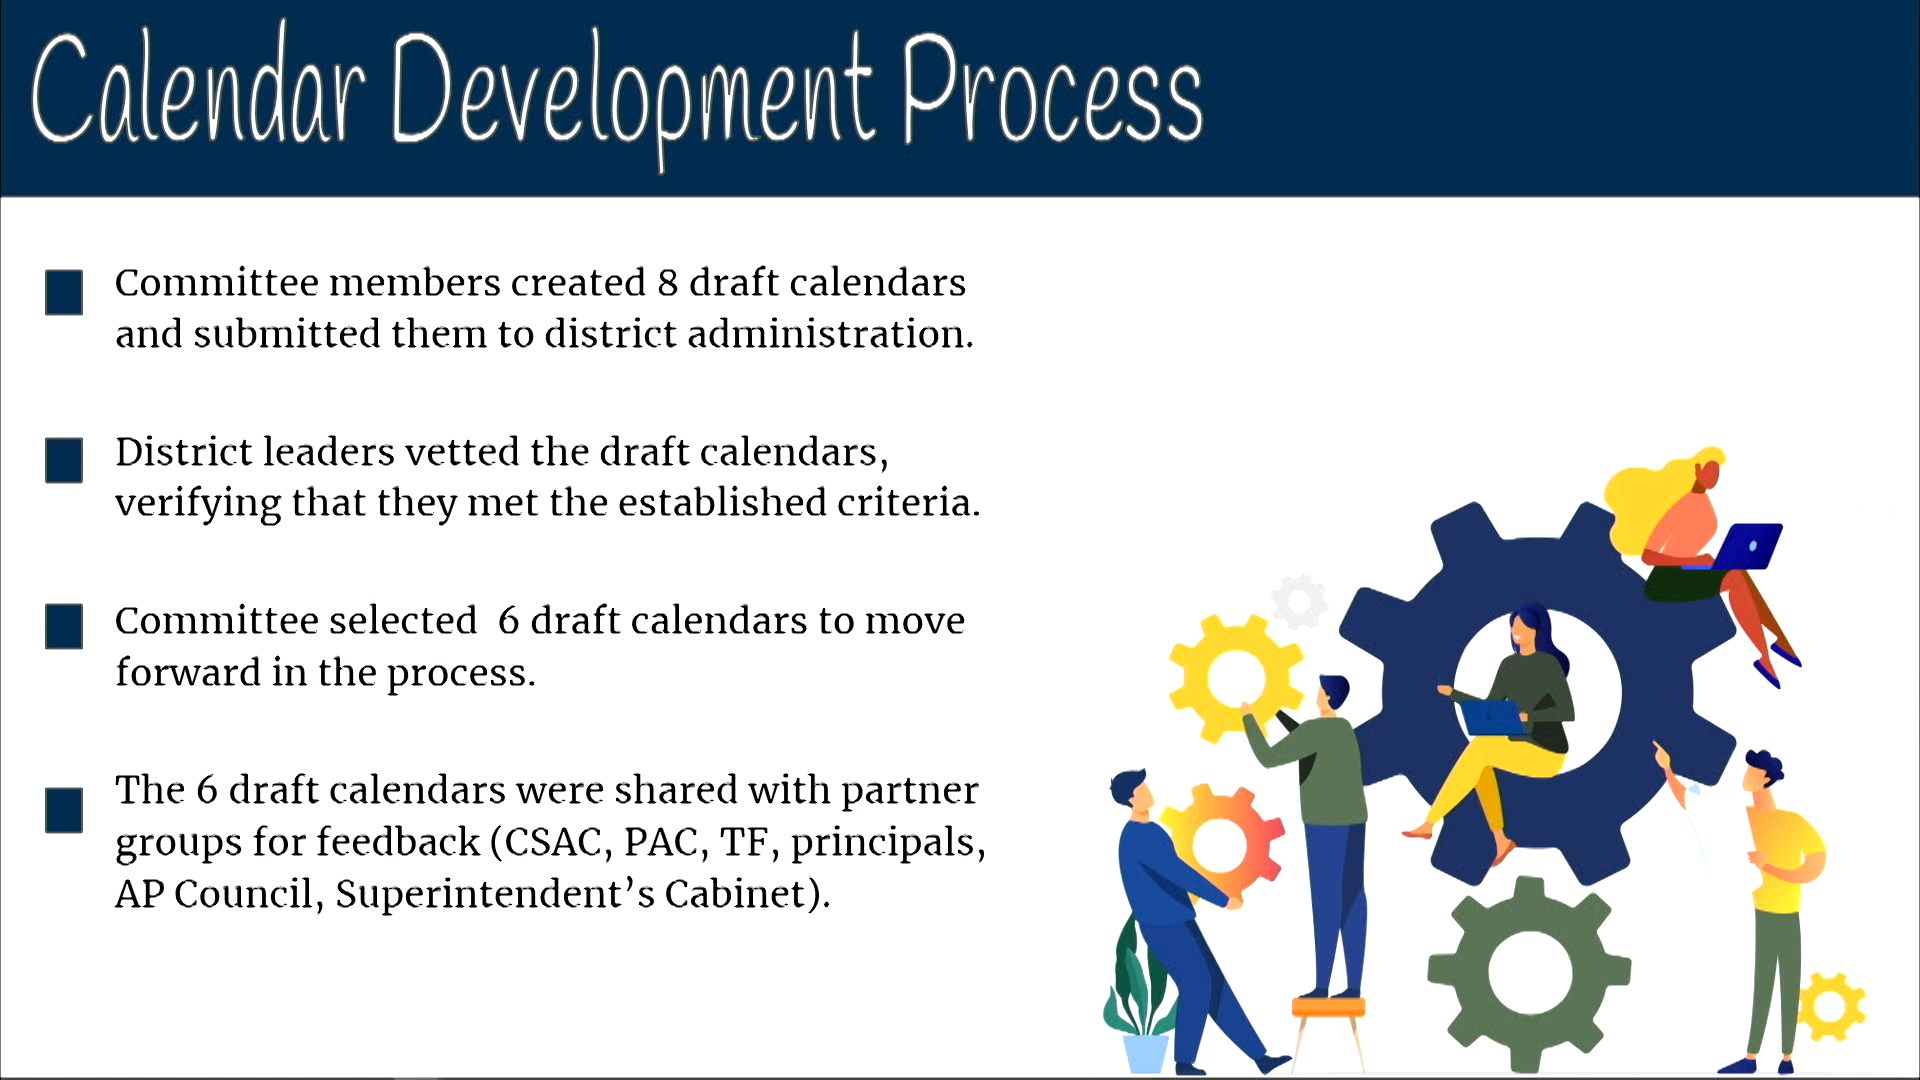 Calendar Development Process
Committee members created 8 draft calendars
and submitted them to district administration.
District leaders vetted the draft calendars,
verifying that they met the established criteria.
Committee selected  6 draft calendars to move
forward in the process.
The 6 draft calendars were shared with partner
groups for feedback (CSAC, PAC, TF, principals,
AP Council, Superintendent’s Cabinet).